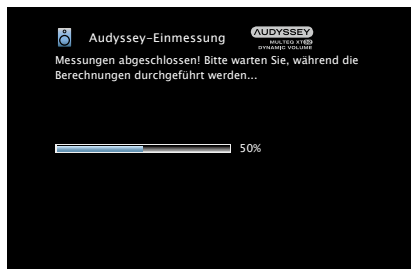 Audyssey-Einmessung
AUDYSSEY
MULTEQ XT32
DYNAMIC VOLUME
Messungen abgeschlossen! Bitte warten Sie, während die
Berechnungen durchgeführt werden...
50%